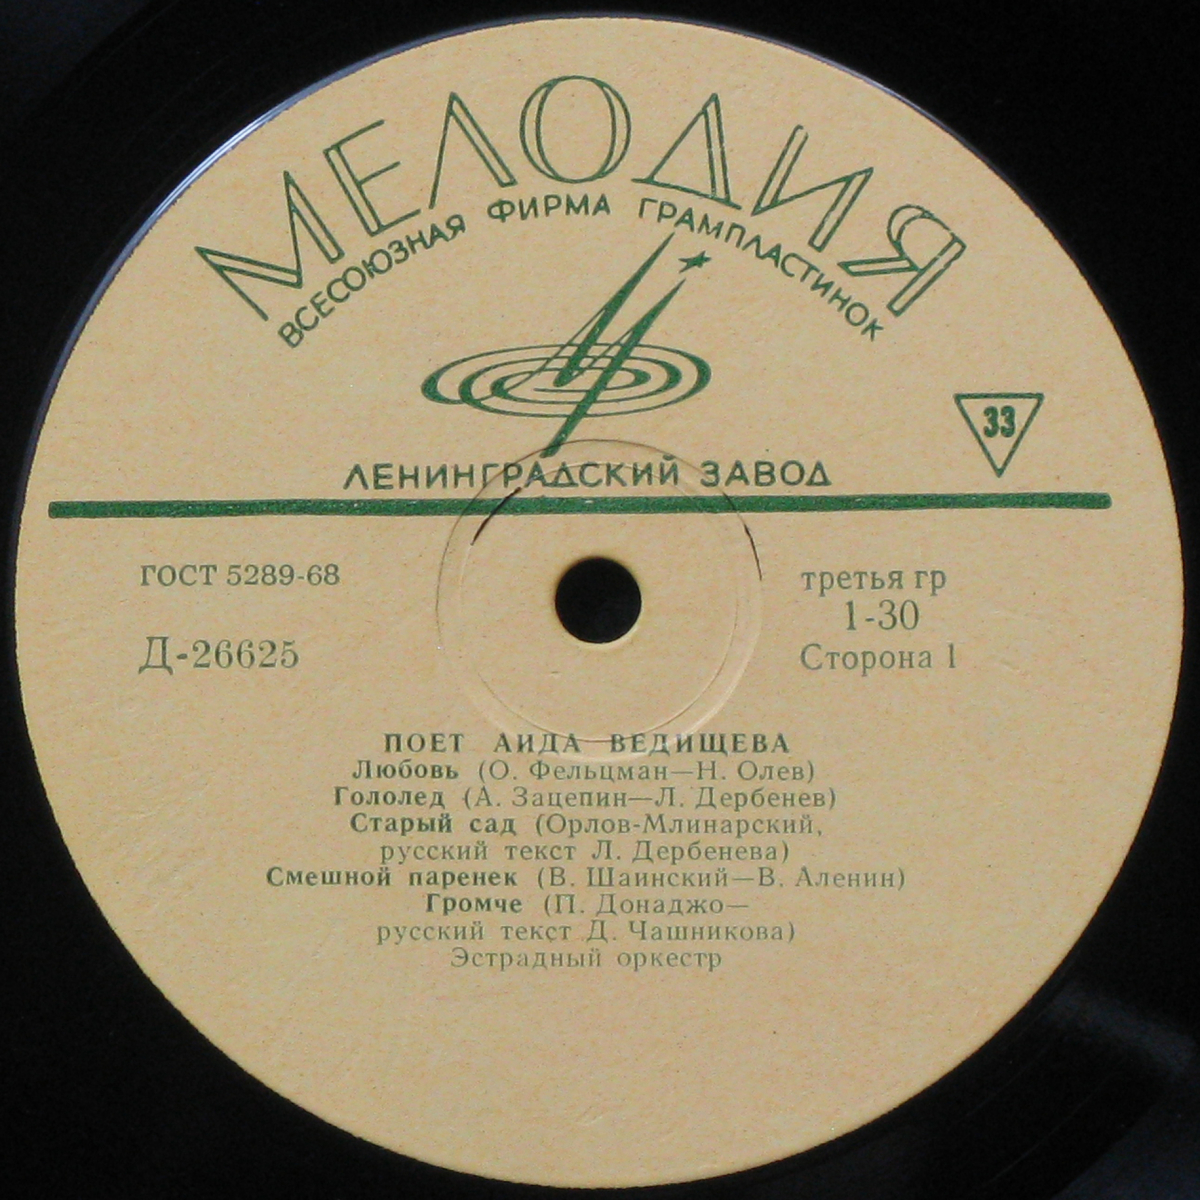 МЕЛОДИЯ
ВСЕСОЮЗНАЯ ФИРМА ГРАМПЛАСТИНОК
33
ЛЕНИНГРАДСКИЙ ЗАВОД
ГОСТ 5289-68
третья гр
1-30
Д-26625
Сторона 1
ПОЕТ АИДА ВЕДИЩЕВА
Любовь (О. Фельцман—Н. Олев)
Гололед (А. Зацепин—Л. Дербенев)
Старый сад (Орлов-Млинарский,
русский текст Л. Дербенева)
Смешной паренек (В. Шаинский—В. Аленин)
Громче (П. Донаджо—
русский текст Д. Чашникова)
Эстрадный оркестр